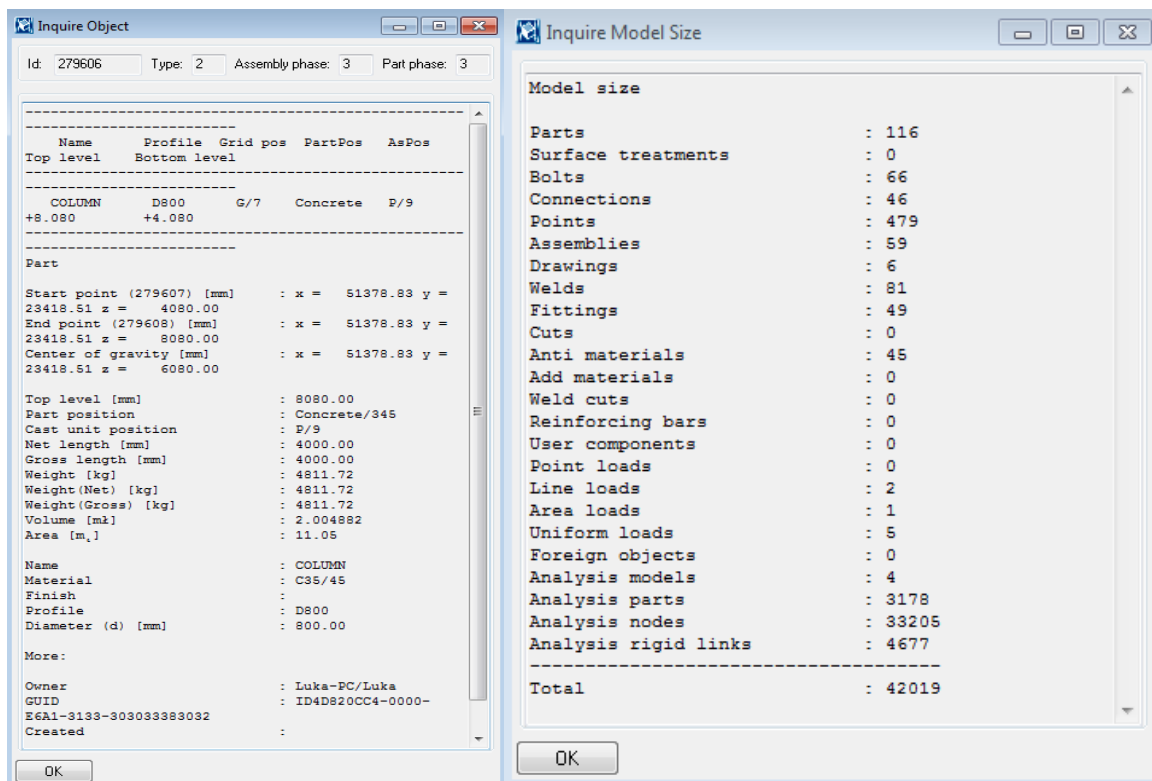 Inquire Object
Id: 279606 Type: 2 Assembly phase: 3 Part phase: 3
------------------------------------------------------
--------------------------
Name Profile Grid pos PartPos AsPos
Top level Bottom level
------------------------------------------------------
--------------------------
COLUMN D800 G/7 Concrete P/9
+8.080 +4.080
------------------------------------------------------
--------------------------
Part
Start point (279607) [mm] : x = 51378.83 y =
23418.51 z = 4080.00
End point (279608) [mm] : x = 51378.83 y =
23418.51 z = 8080.00
Center of gravity [mm] : x = 51378.83 y =
23418.51 z = 6080.00
Top level [mm] : 8080.00
Part position : Concrete/345
Cast unit position : P/9
Net length [mm] : 4000.00
Gross length [mm] : 4000.00
Weight [kg] : 4811.72
Weight(Net) [kg] : 4811.72
Weight(Gross) [kg] : 4811.72
Volume [mł] : 2.004882
Area [m˛] : 11.05
Name : COLUMN
Material : C35/45
Finish :
Profile : D800
Diameter (d) [mm] : 800.00
More:
Owner : Luka-PC/Luka
GUID : ID4D820CC4-0000-
E6A1-3133-303033383032
Created :
OK
Inquire Model Size
Model size
Parts : 116
Surface treatments : 0
Bolts : 66
Connections : 46
Points : 479
Assemblies : 59
Drawings : 6
Welds : 81
Fittings : 49
Cuts : 0
Anti materials : 45
Add materials : 0
Weld cuts : 0
Reinforcing bars : 0
User components : 0
Point loads : 0
Line loads : 2
Area loads : 1
Uniform loads : 5
Foreign objects : 0
Analysis models : 4
Analysis parts : 3178
Analysis nodes : 33205
Analysis rigid links : 4677
--------------------------------------
Total : 42019
OK